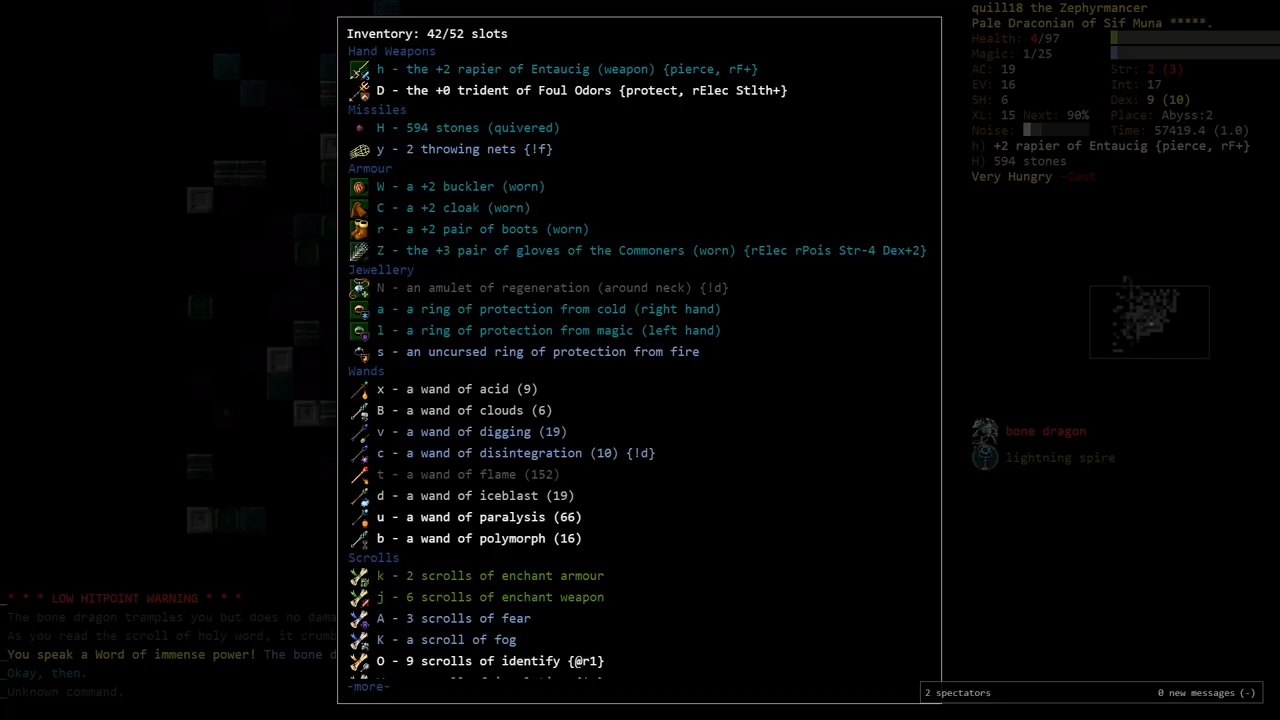 Inventory: 42/52 slots
Hand Weapons
h - the +2 rapier of Entaucig (weapon) {pierce, rF+}
D - the +0 trident of Foul Odors {protect, rElec Stlth+}
Missiles
H - 594 stones (quivered)
y - 2 throwing nets {!f}
Armour
W - a +2 buckler (worn)
C - a +2 cloak (worn)
r - a +2 pair of boots (worn)
Z - the +3 pair of gloves of the Commoners (worn) {rElec rPois Str-4 Dex+2}
Jewellery
N - an amulet of regeneration (around neck) {!d}
a - a ring of protection from cold (right hand)
l - a ring of protection from magic (left hand)
s - an uncursed ring of protection from fire
Wands
x - a wand of acid (9)
B - a wand of clouds (6)
v - a wand of digging (19)
c - a wand of disintegration (10) {!d}
t - a wand of flame (152)
d - a wand of iceblast (19)
u - a wand of paralysis (66)
b - a wand of polymorph (16)
Scrolls
k - 2 scrolls of enchant armour
j - 6 scrolls of enchant weapon
A - 3 scrolls of fear
K - a scroll of fog
O - 9 scrolls of identify {@r1}
-more-
quill18 the Zephyrmancer
Pale Draconian of Sif Muna *****.
Health: 4/97
Magic: 1/25
AC: 19 Str: 2 (3)
EV: 16 Int: 17
SH: 6 Dex: 9 (10)
XL: 15 Next: 90% Place: Abyss:2
Noise: Time: 57419.4 (1.0)
h) +2 rapier of Entaucig {pierce, rF+}
H) 594 stones
Very Hungry -Cast
bone dragon
lightning spire
* * * LOW HITPOINT WARNING * * *
The bone dragon tramples you but does no dama
As you read the scroll of holy word, it crumb
You speak a Word of immense power! The bone d
Okay, then.
Unknown command.
2 spectators 0 new messages (-)